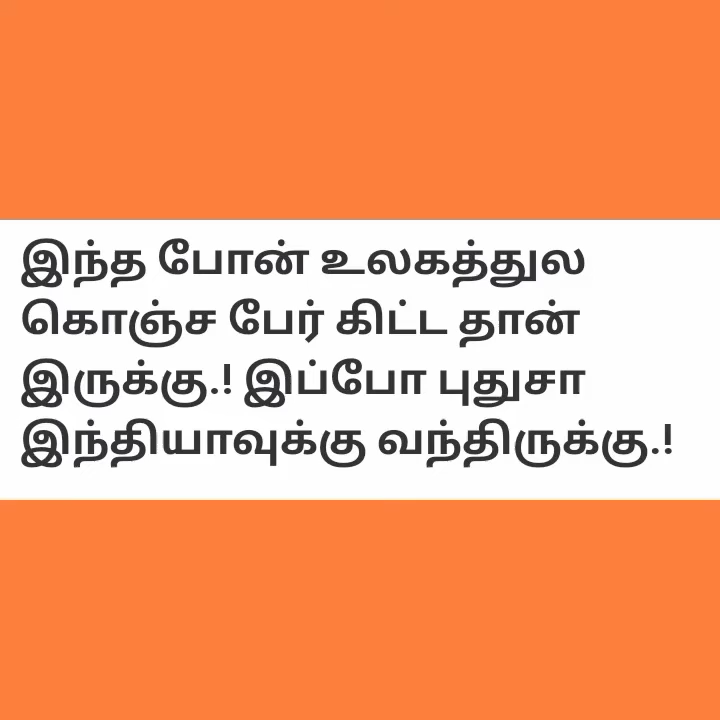 இந்த போன் உலகத்துல
கொஞ்ச பேர் கிட்ட தான்
இருக்கு.! இப்போ புதுசா
இந்தியாவுக்கு வந்திருக்கு.!